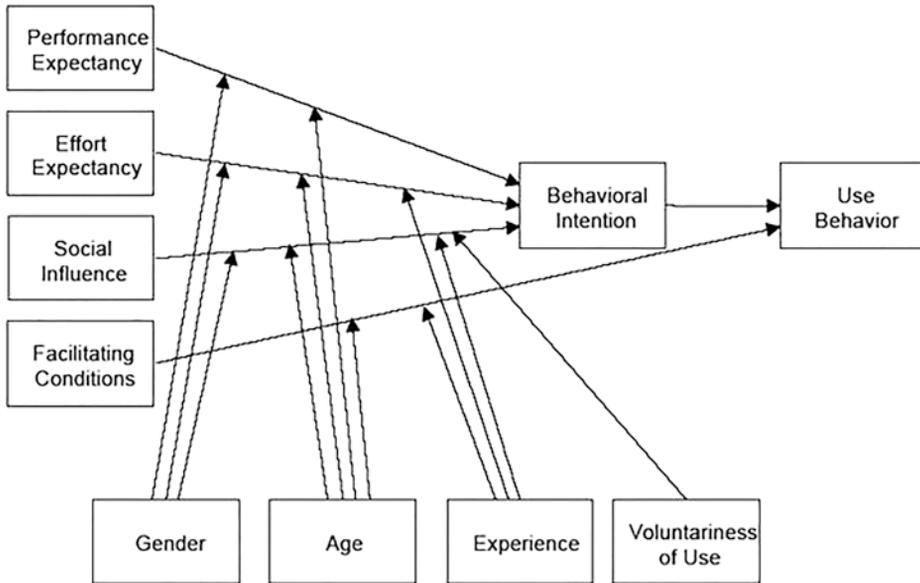 Performance
Expectancy
Effort
Expectancy
Social
Influence
Facilitating
Conditions
Behavioral
Intention
Use
Behavior
Gender
Age
Experience
Voluntariness
of Use